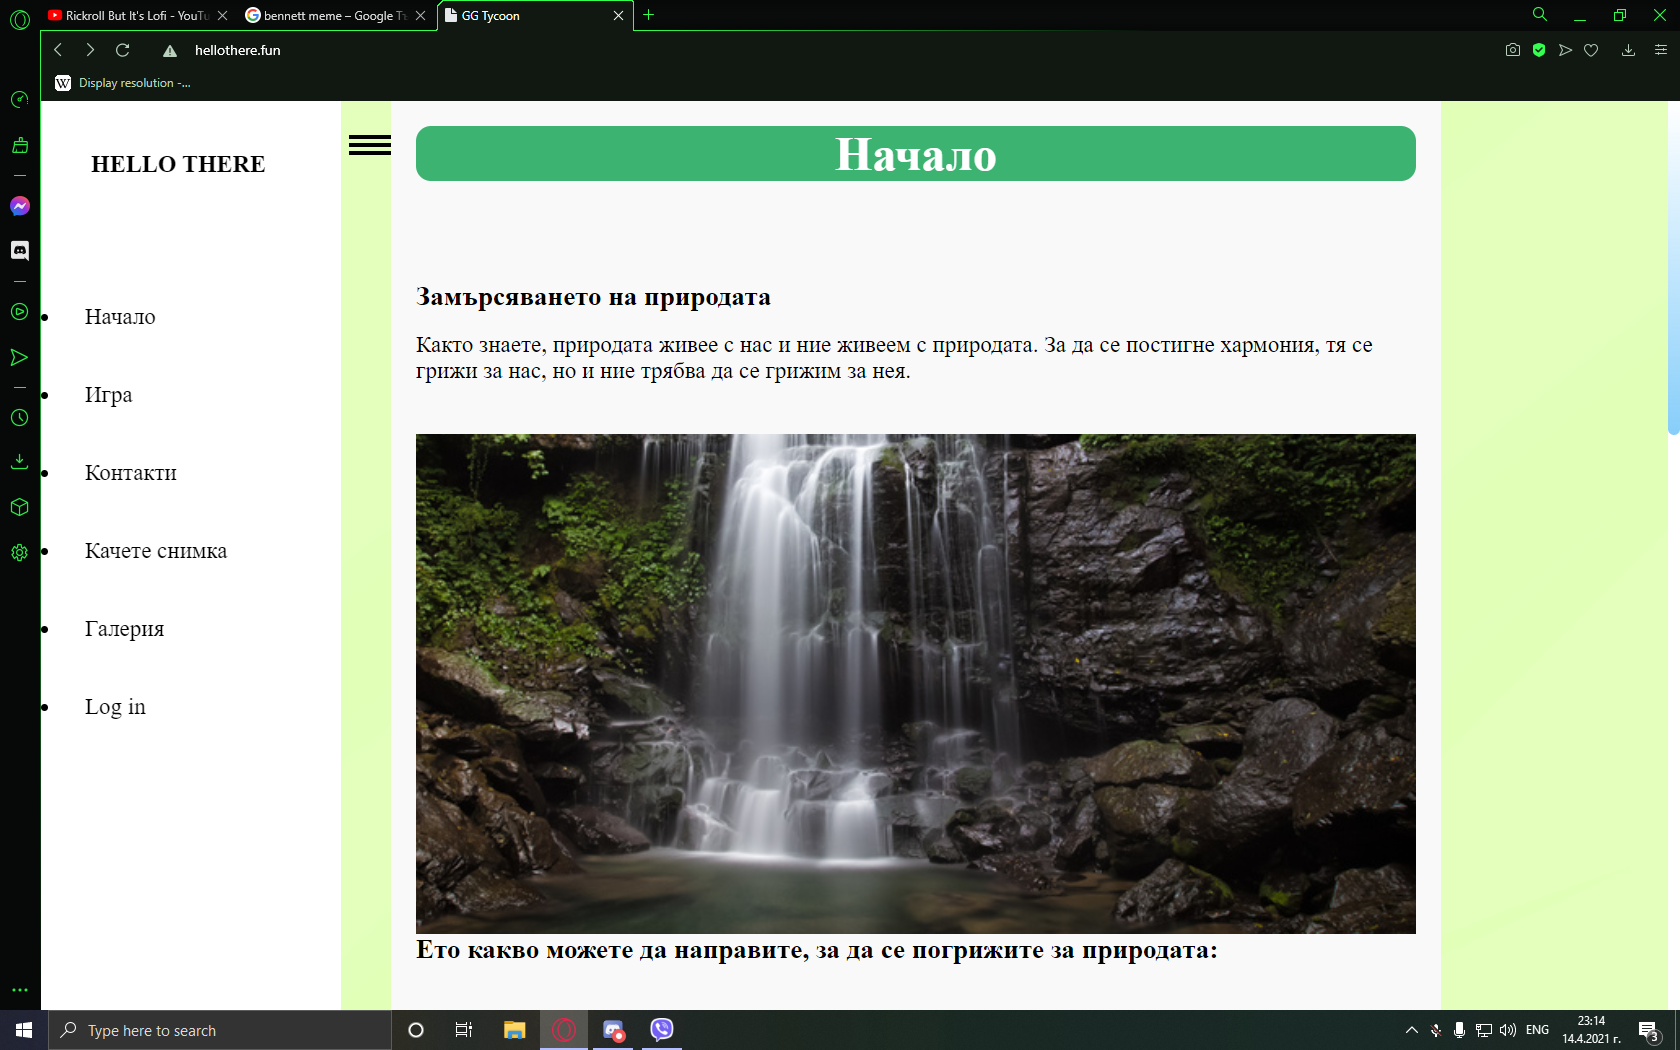 Rickroll But It's Lofi - YouTu
bennett meme – Google Тъ
GG Tycoon
hellothere.fun
W Display resolution -...
HELLO THERE
Начало
Игра
Контакти
Качете снимка
Галерия
Log in
Начало
Замърсяването на природата
Както знаете, природата живее с нас и ние живеем с природата. За да се постигне хармония, тя се
грижи за нас, но и ние трябва да се грижим за нея.
Ето какво можете да направите, за да се погрижите за природата:
Type here to search
ENG
23:14
14.4.2021 г.
3